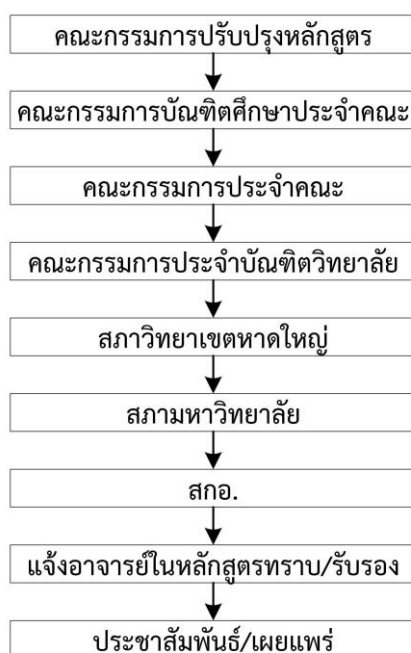 คณะกรรมการปรับปรุงหลักสูตร
คณะกรรมการบัณฑิตศึกษาประจำคณะ
คณะกรรมการประจำคณะ
คณะกรรมการประจำบัณฑิตวิทยาลัย
สภาวิทยาเขตหาดใหญ่
สภามหาวิทยาลัย
สกอ.
แจ้งอาจารย์ในหลักสูตรทราบ/รับรอง
ประชาสัมพันธ์/เผยแพร่